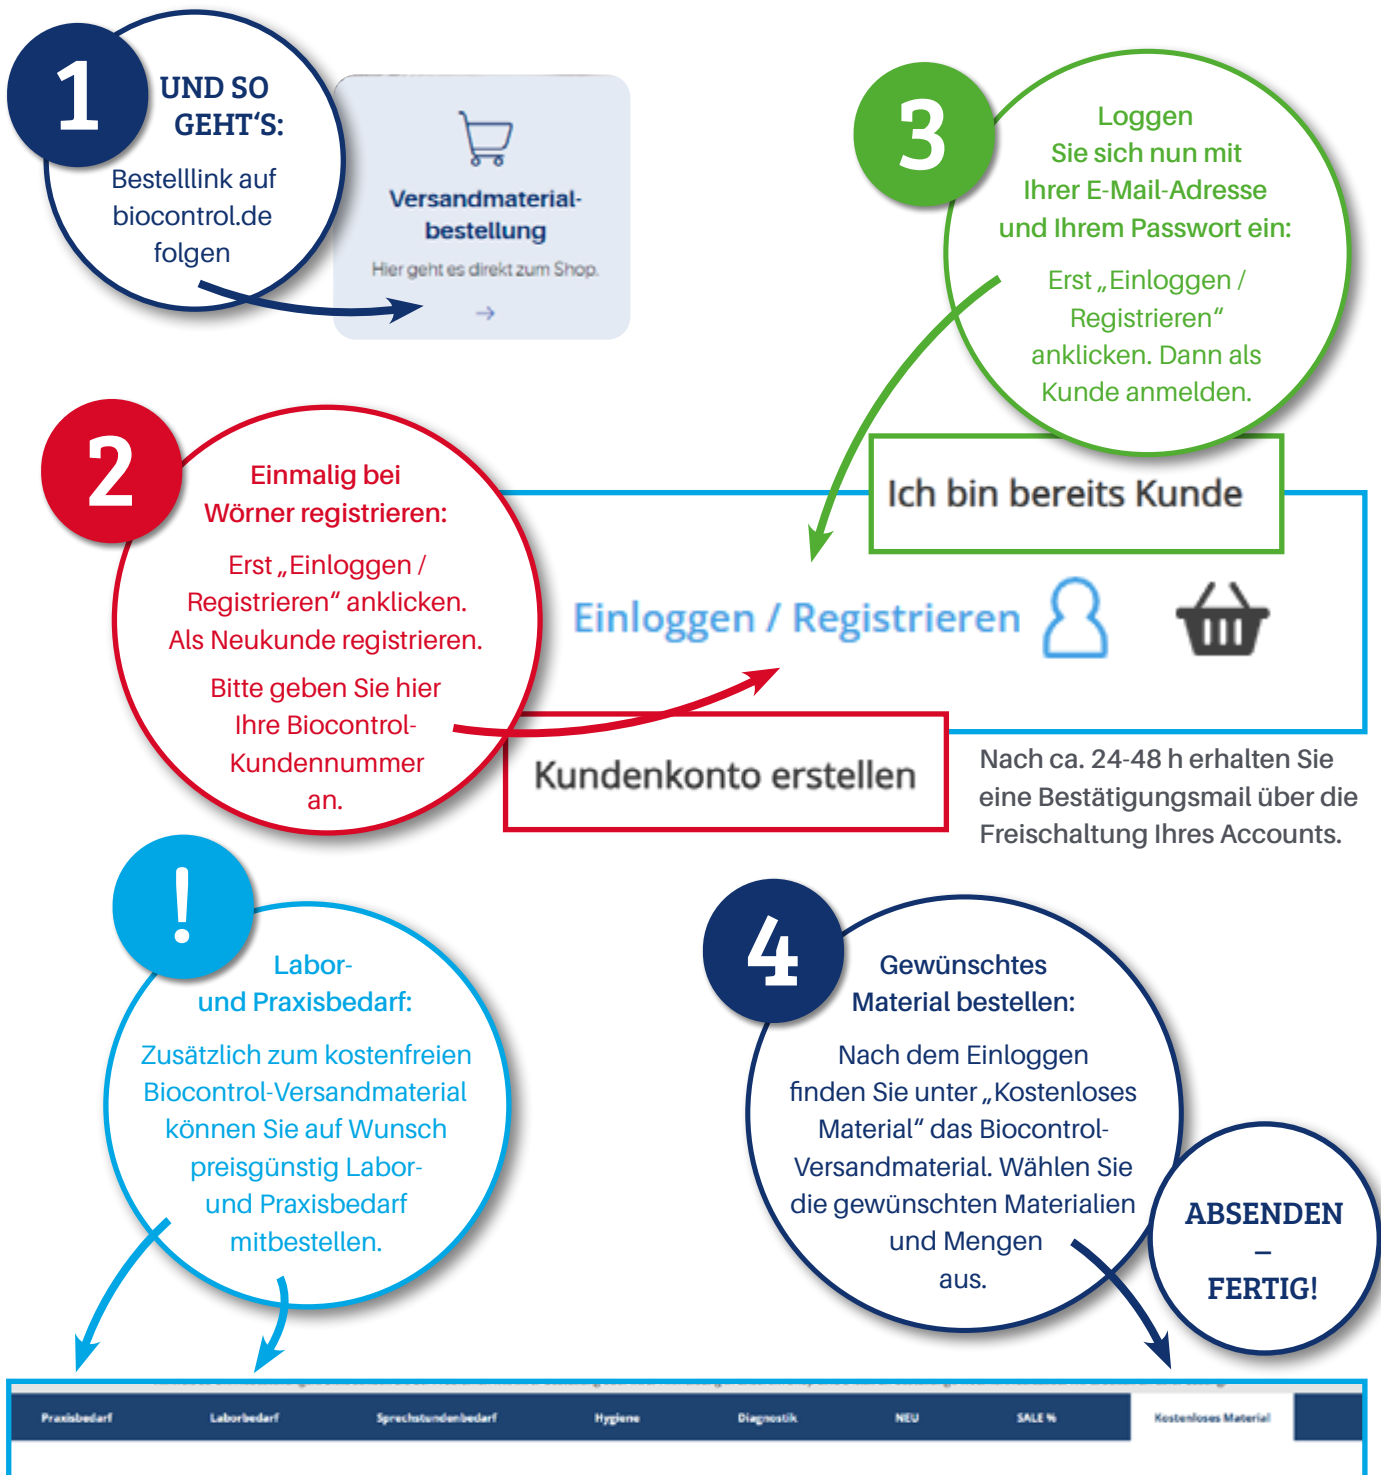 1
UND SO
GEHT'S:
Bestelllink auf
biocontrol.de
folgen
Versandmaterial-
bestellung
Hier geht es direkt zum Shop.
3
Loggen
Sie sich nun mit
Ihrer E-Mail-Adresse
und Ihrem Passwort ein:
Erst „Einloggen /
Registrieren“
anklicken. Dann als
Kunde anmelden.
2
Einmalig bei
Wörner registrieren:
Erst „Einloggen /
Registrieren“ anklicken.
Als Neukunde registrieren.
Bitte geben Sie hier
Ihre Biocontrol-
Kundennummer
an.
Ich bin bereits Kunde
Einloggen / Registrieren
Kundenkonto erstellen
Nach ca. 24-48 h erhalten Sie
eine Bestätigungsmail über die
Freischaltung Ihres Accounts.
!
Labor-
und Praxisbedarf:
Zusätzlich zum kostenfreien
Biocontrol-Versandmaterial
können Sie auf Wunsch
preisgünstig Labor-
und Praxisbedarf
mitbestellen.
4
Gewünschtes
Material bestellen:
Nach dem Einloggen
finden Sie unter „Kostenloses
Material“ das Biocontrol-
Versandmaterial. Wählen Sie
die gewünschten Materialien
und Mengen
aus.
ABSENDEN
–
FERTIG!
Praxisbedarf Laborbedarf Sprechstundenbedarf Hygiene Diagnostik NEU SALE % Kostenloses Material